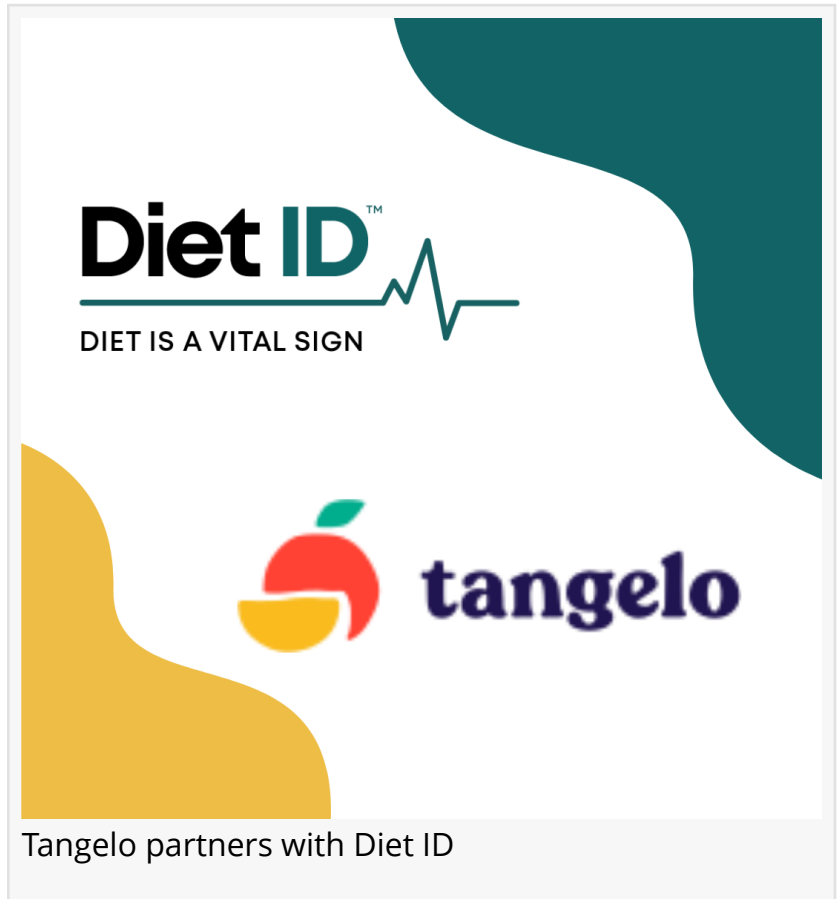 Diet ID™
DIET IS A VITAL SIGN
tangelo
Tangelo partners with Diet ID